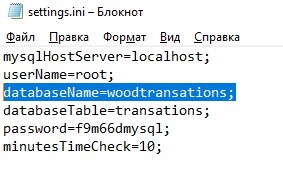 settings.ini – Блокнот
Файл Правка Формат Вид Справка
mysqlHostServer=localhost;
userName=root;
databaseName=woodtransations;
databaseTable=transations;
password=f9m66dmysql;
minutesTimeCheck=10;